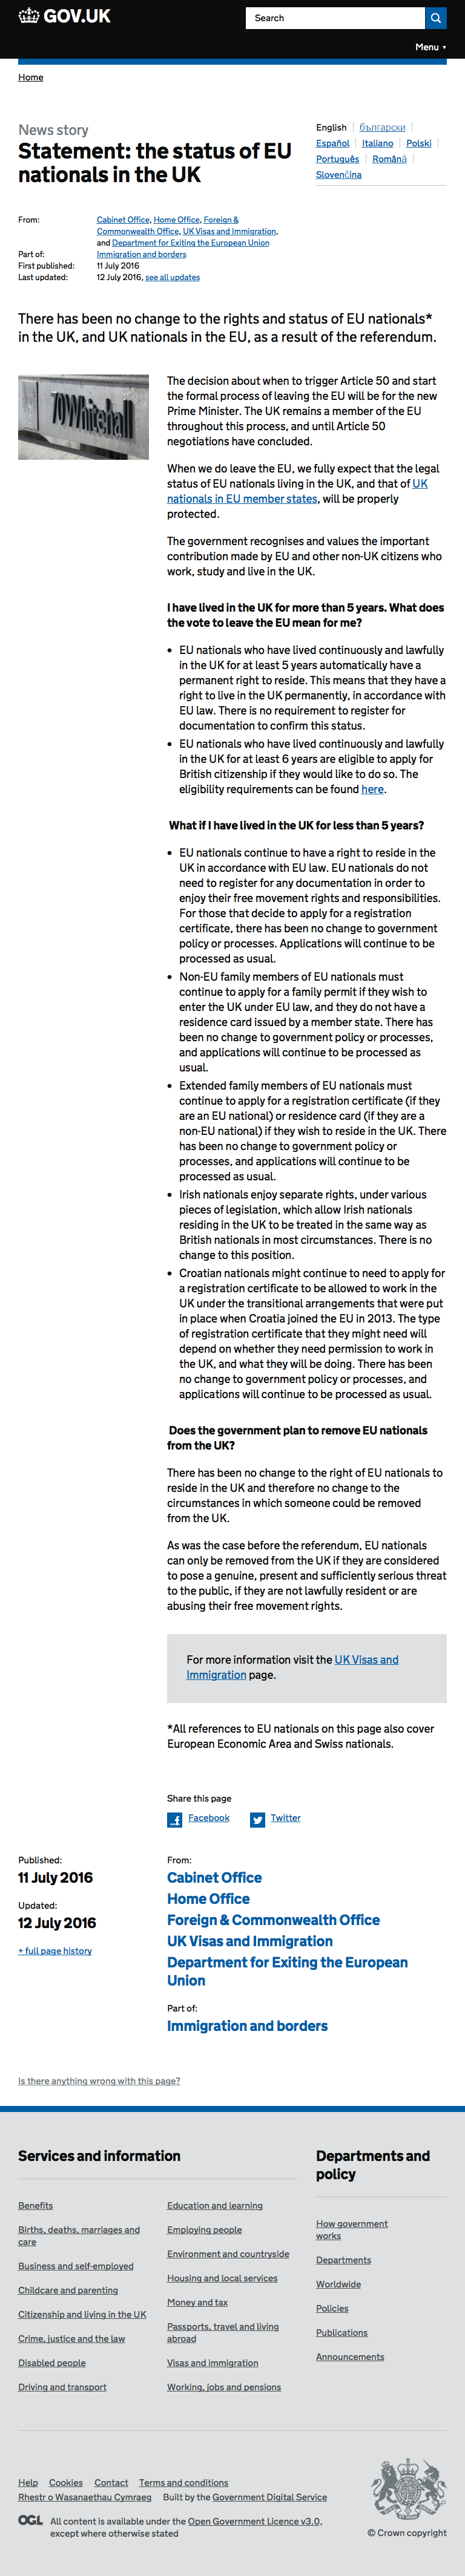 GOV.UK
Search
Menu ▼
Home
News story
Statement: the status of EU
nationals in the UK
English
български
Español
Italiano
Polski
Português
Română
Slovenčina
From: Cabinet Office, Home Office, Foreign &
Commonwealth Office, UK Visas and Immigration,
and Department for Exiting the European Union
Part of: Immigration and borders
First published: 11 July 2016
Last updated: 12 July 2016, see all updates
There has been no change to the rights and status of EU nationals*
in the UK, and UK nationals in the EU, as a result of the referendum.
70 Whitehall
The decision about when to trigger Article 50 and start
the formal process of leaving the EU will be for the new
Prime Minister. The UK remains a member of the EU
throughout this process, and until Article 50
negotiations have concluded.
When we do leave the EU, we fully expect that the legal
status of EU nationals living in the UK, and that of UK
nationals in EU member states, will be properly
protected.
The government recognises and values the important
contribution made by EU and other non-UK citizens who
work, study and live in the UK.
I have lived in the UK for more than 5 years. What does
the vote to leave the EU mean for me?
• EU nationals who have lived continuously and lawfully
in the UK for at least 5 years automatically have a
permanent right to reside. This means that they have a
right to live in the UK permanently, in accordance with
EU law. There is no requirement to register for
documentation to confirm this status.
• EU nationals who have lived continuously and lawfully
in the UK for at least 6 years are eligible to apply for
British citizenship if they would like to do so. The
eligibility requirements can be found here.
What if I have lived in the UK for less than 5 years?
• EU nationals continue to have a right to reside in the
UK in accordance with EU law. EU nationals do not
need to register for any documentation in order to
enjoy their free movement rights and responsibilities.
For those that decide to apply for a registration
certificate, there has been no change to government
policy or processes. Applications will continue to be
processed as usual.
• Non-EU family members of EU nationals must
continue to apply for a family permit if they wish to
enter the UK under EU law, and they do not have a
residence card issued by a member state. There has
been no change to government policy or processes,
and applications will continue to be processed as
usual.
• Extended family members of EU nationals must
continue to apply for a registration certificate (if they
are an EU national) or residence card (if they are a
non-EU national) if they wish to reside in the UK. There
has been no change to government policy or
processes, and applications will continue to be
processed as usual.
• Irish nationals enjoy separate rights, under various
pieces of legislation, which allow Irish nationals
residing in the UK to be treated in the same way as
British nationals in most circumstances. There is no
change to this position.
• Croatian nationals might continue to need to apply for
a registration certificate to be allowed to work in the
UK under the transitional arrangements that were put
in place when Croatia joined the EU in 2013. The type
of registration certificate that they might need will
depend on whether they need permission to work in
the UK, and what they will be doing. There has been
no change to government policy or processes, and
applications will continue to be processed as usual.
Does the government plan to remove EU nationals
from the UK?
There has been no change to the right of EU nationals to
reside in the UK and therefore no change to the
circumstances in which someone could be removed
from the UK.
As was the case before the referendum, EU nationals
can only be removed from the UK if they are considered
to pose a genuine, present and sufficiently serious threat
to the public, if they are not lawfully resident or are
abusing their free movement rights.
For more information visit the UK Visas and
Immigration page.
*All references to EU nationals on this page also cover
European Economic Area and Swiss nationals.
Share this page
Facebook
Twitter
Published:
11 July 2016
Updated:
12 July 2016
+ full page history
From:
Cabinet Office
Home Office
Foreign & Commonwealth Office
UK Visas and Immigration
Department for Exiting the European
Union
Part of:
Immigration and borders
Is there anything wrong with this page?
Services and information
Benefits
Births, deaths, marriages and
care
Business and self-employed
Childcare and parenting
Citizenship and living in the UK
Crime, justice and the law
Disabled people
Driving and transport
Education and learning
Employing people
Environment and countryside
Housing and local services
Money and tax
Passports, travel and living
abroad
Visas and immigration
Working, jobs and pensions
Departments and
policy
How government
works
Departments
Worldwide
Policies
Publications
Announcements
Help
Cookies
Contact
Terms and conditions
Rhestr o Wasanaethau Cymraeg
Built by the Government Digital Service
OGL
All content is available under the Open Government Licence v3.0,
except where otherwise stated
© Crown copyright